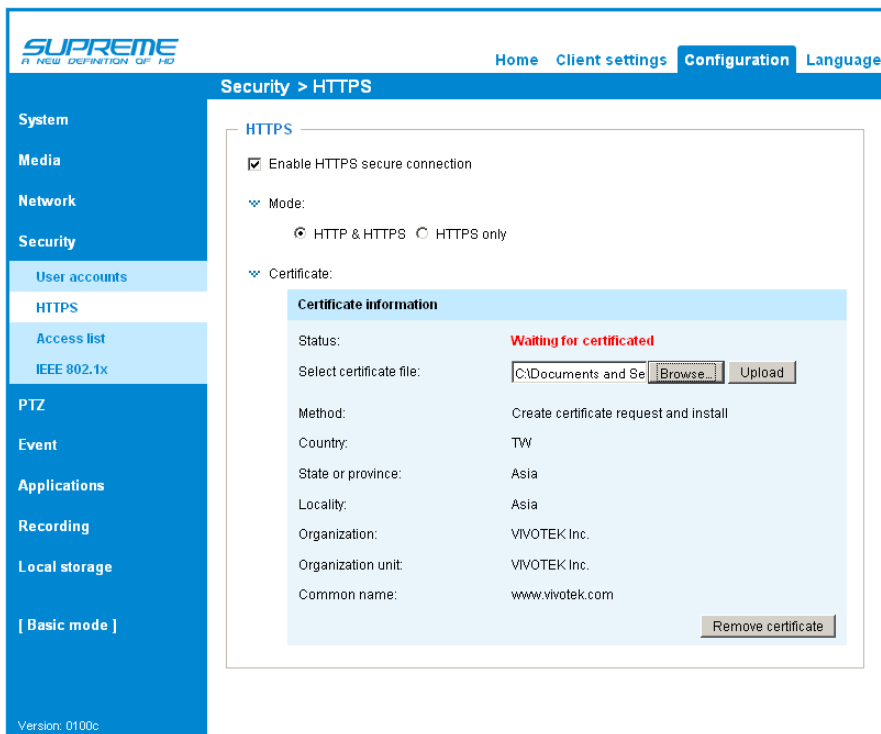 SUPREME
A NEW DEFINITION OF HD
Home Client settings Configuration Language
Security > HTTPS
System
Media
Network
Security
User accounts
HTTPS
Access list
IEEE 802.1x
PTZ
Event
Applications
Recording
Local storage
[ Basic mode ]
Version: 0100c
HTTPS
Enable HTTPS secure connection
Mode:
HTTP & HTTPS HTTPS only
Certificate:
Certificate information
Status: Waiting for certificated
Select certificate file: C:\Documents and Se Browse... Upload
Method: Create certificate request and install
Country: TW
State or province: Asia
Locality: Asia
Organization: VIVOTEK Inc.
Organization unit: VIVOTEK Inc.
Common name: www.vivotek.com
Remove certificate